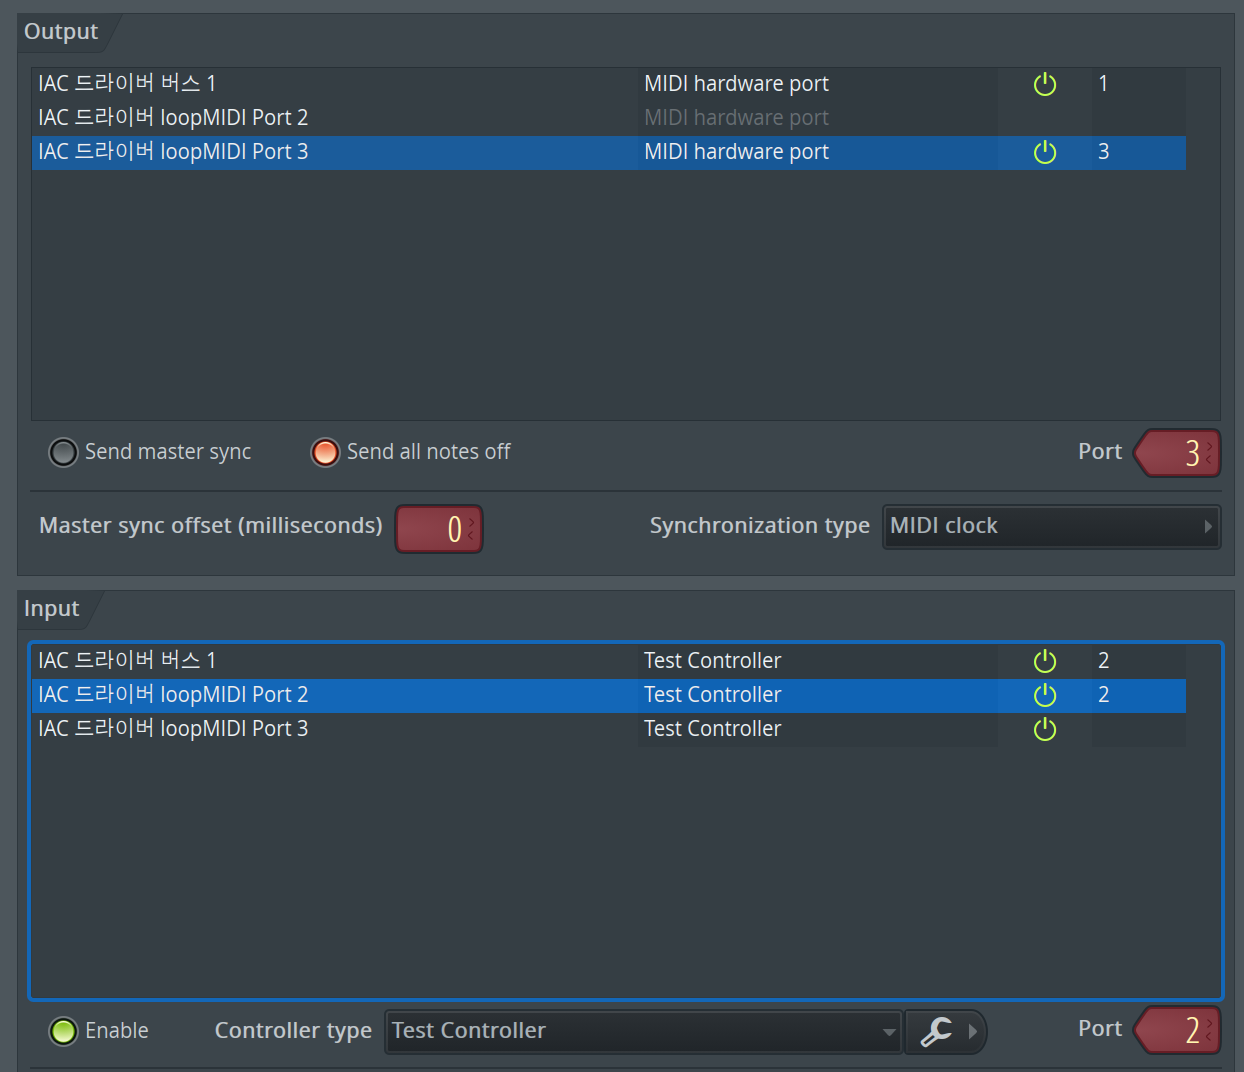 Output
IAC 드라이버 버스 1 MIDI hardware port 1
IAC 드라이버 loopMIDI Port 2 MIDI hardware port
IAC 드라이버 loopMIDI Port 3 MIDI hardware port 3
Send master sync Send all notes off Port 3
Master sync offset (milliseconds) 0 Synchronization type MIDI clock
Input
IAC 드라이버 버스 1 Test Controller 2
IAC 드라이버 loopMIDI Port 2 Test Controller 2
IAC 드라이버 loopMIDI Port 3 Test Controller
Enable Controller type Test Controller Port 2